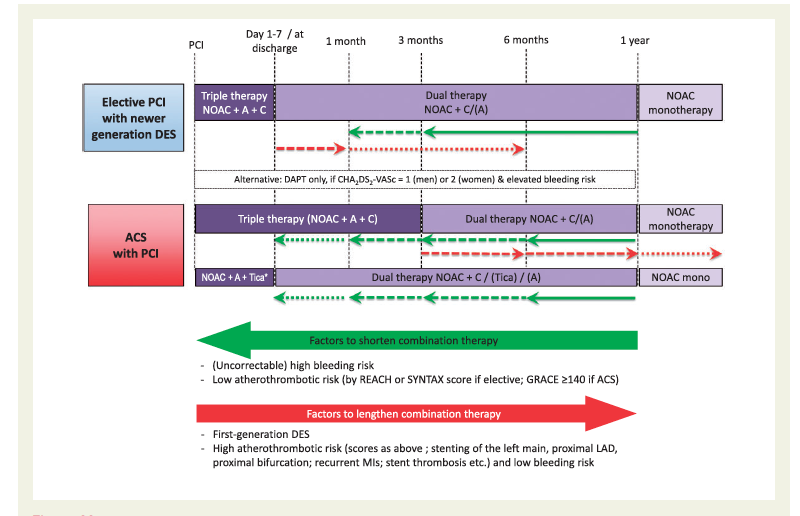 PCI
Day 1-7 / at
discharge
1 month
3 months
6 months
1 year
Elective PCI
with newer
generation DES
Triple therapy
NOAC + A + C
Dual therapy
NOAC + C/(A)
NOAC
monotherapy
Alternative: DAPT only, if CHA₂DS₂-VASc = 1 (men) or 2 (women) & elevated bleeding risk
ACS
with PCI
Triple therapy (NOAC + A + C)
Dual therapy NOAC + C/(A)
NOAC
monotherapy
NOAC + A + Tica*
Dual therapy NOAC + C / (Tica) / (A)
NOAC mono
Factors to shorten combination therapy
- (Uncorrectable) high bleeding risk
- Low atherothrombotic risk (by REACH or SYNTAX score if elective; GRACE ≥140 if ACS)
Factors to lengthen combination therapy
- First-generation DES
- High atherothrombotic risk (scores as above ; stenting of the left main, proximal LAD,
proximal bifurcation; recurrent MIs; stent thrombosis etc.) and low bleeding risk